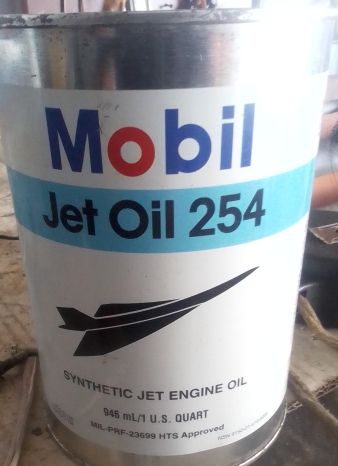 Mobil
Jet Oil 254
SYNTHETIC JET ENGINE OIL
946 mL/1 U.S. QUART
MIL-PRF-23699 HTS Approved